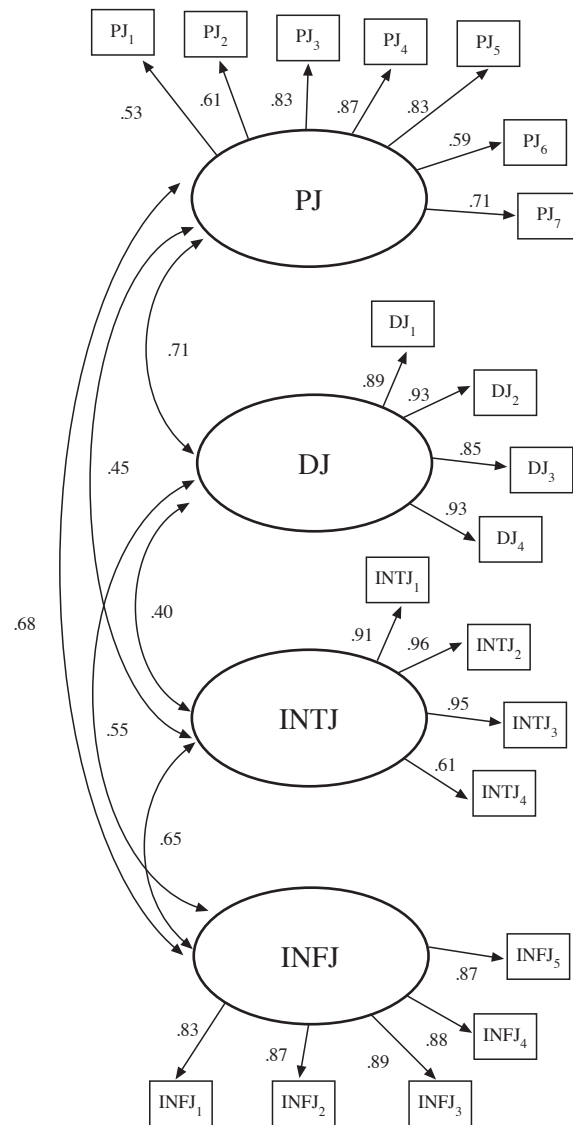 PJ₁
PJ₂
PJ₃
PJ₄
PJ₅
.53
.61
.83
.87
.83
.59
PJ₆
PJ
.71
PJ₇
DJ₁
.71
.89
.93
DJ₂
DJ
.85
DJ₃
.45
.93
DJ₄
INTJ₁
.40
.91
.96
INTJ₂
.68
INTJ
.95
INTJ₃
.55
.61
INTJ₄
.65
INFJ
INFJ₅
.87
.83
.87
.89
.88
INFJ₄
INFJ₁
INFJ₂
INFJ₃